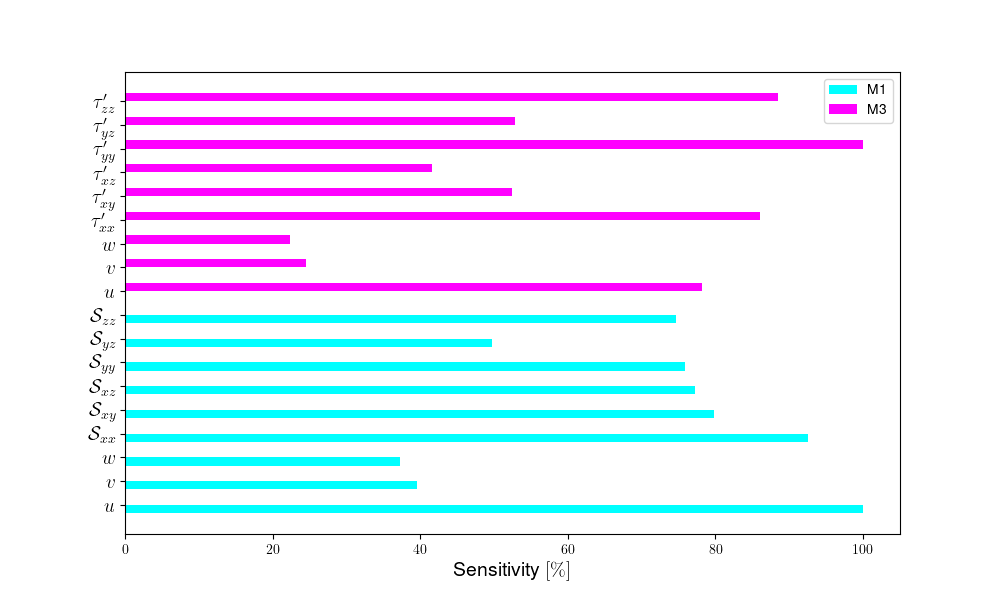 M1
M3
τ′zz
τ′yz
τ′yy
τ′xz
τ′xy
τ′xx
w
v
u
𝒮zz
𝒮yz
𝒮yy
𝒮xz
𝒮xy
𝒮xx
w
v
u
0 20 40 60 80 100
Sensitivity [%]